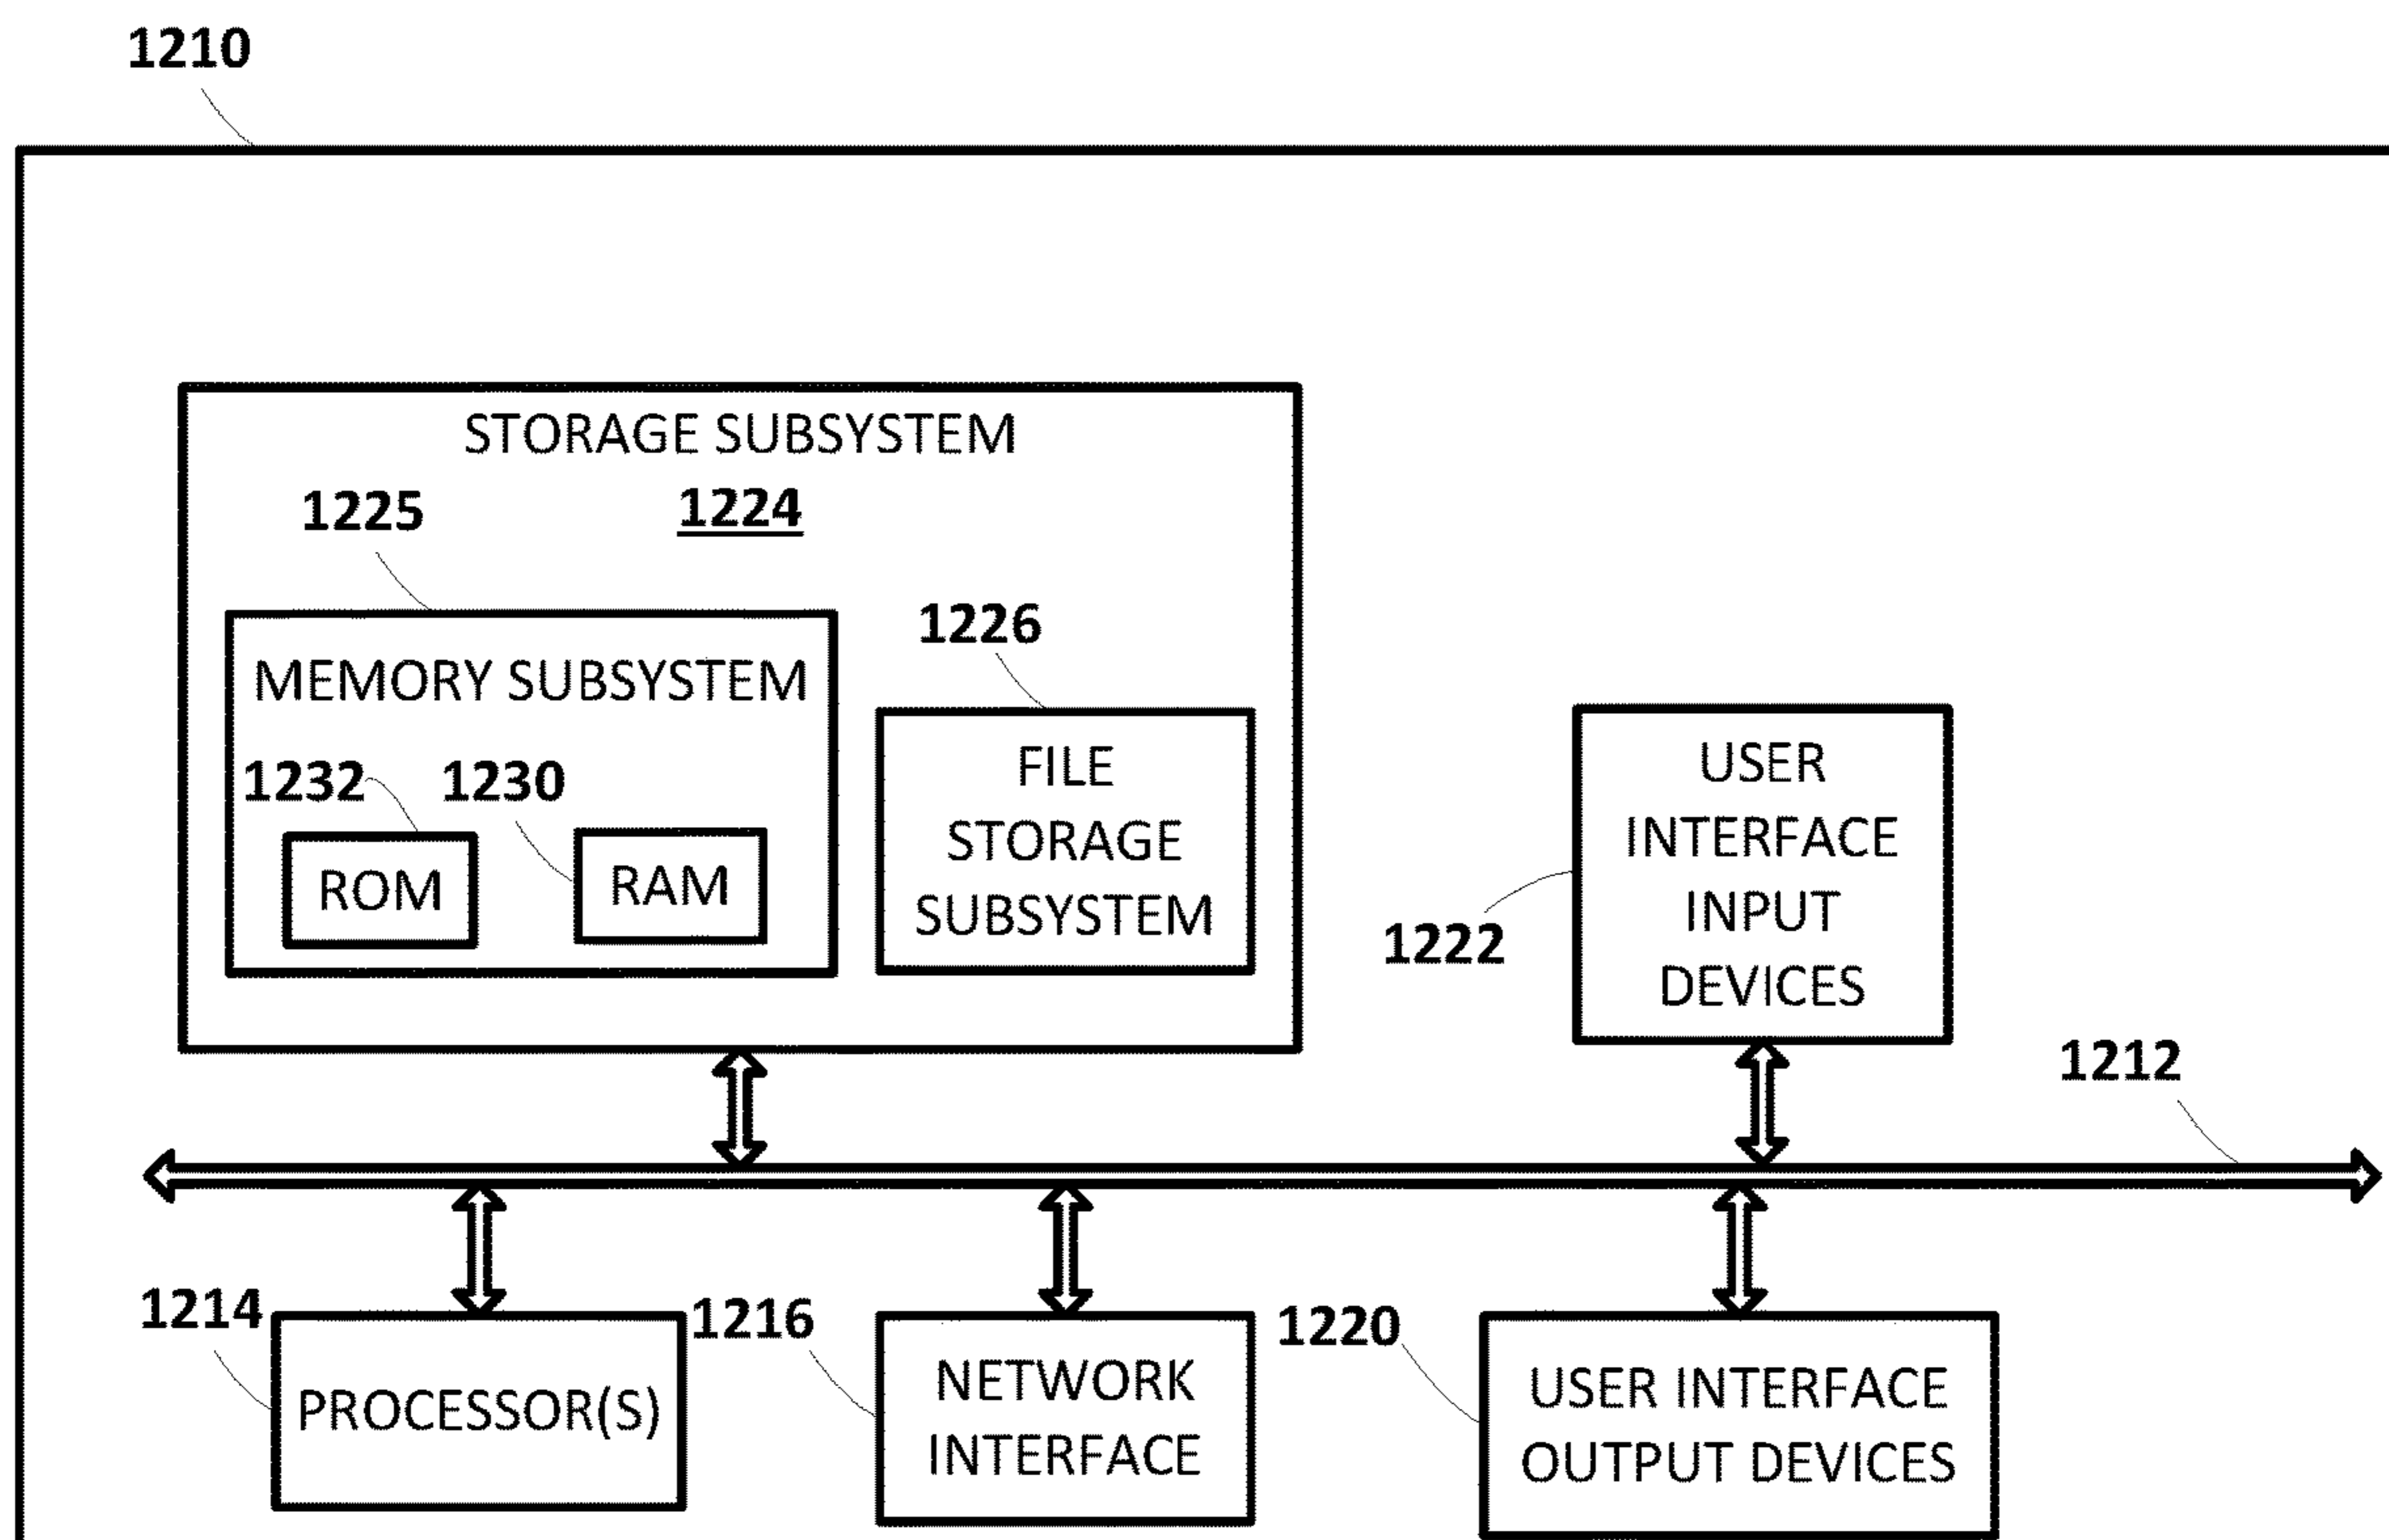 1210
STORAGE SUBSYSTEM
1224
1225
MEMORY SUBSYSTEM
1232
1230
ROM
RAM
1226
FILE
STORAGE
SUBSYSTEM
USER
INTERFACE
INPUT
DEVICES
1222
1212
1214
PROCESSOR(S)
1216
NETWORK
INTERFACE
1220
USER INTERFACE
OUTPUT DEVICES